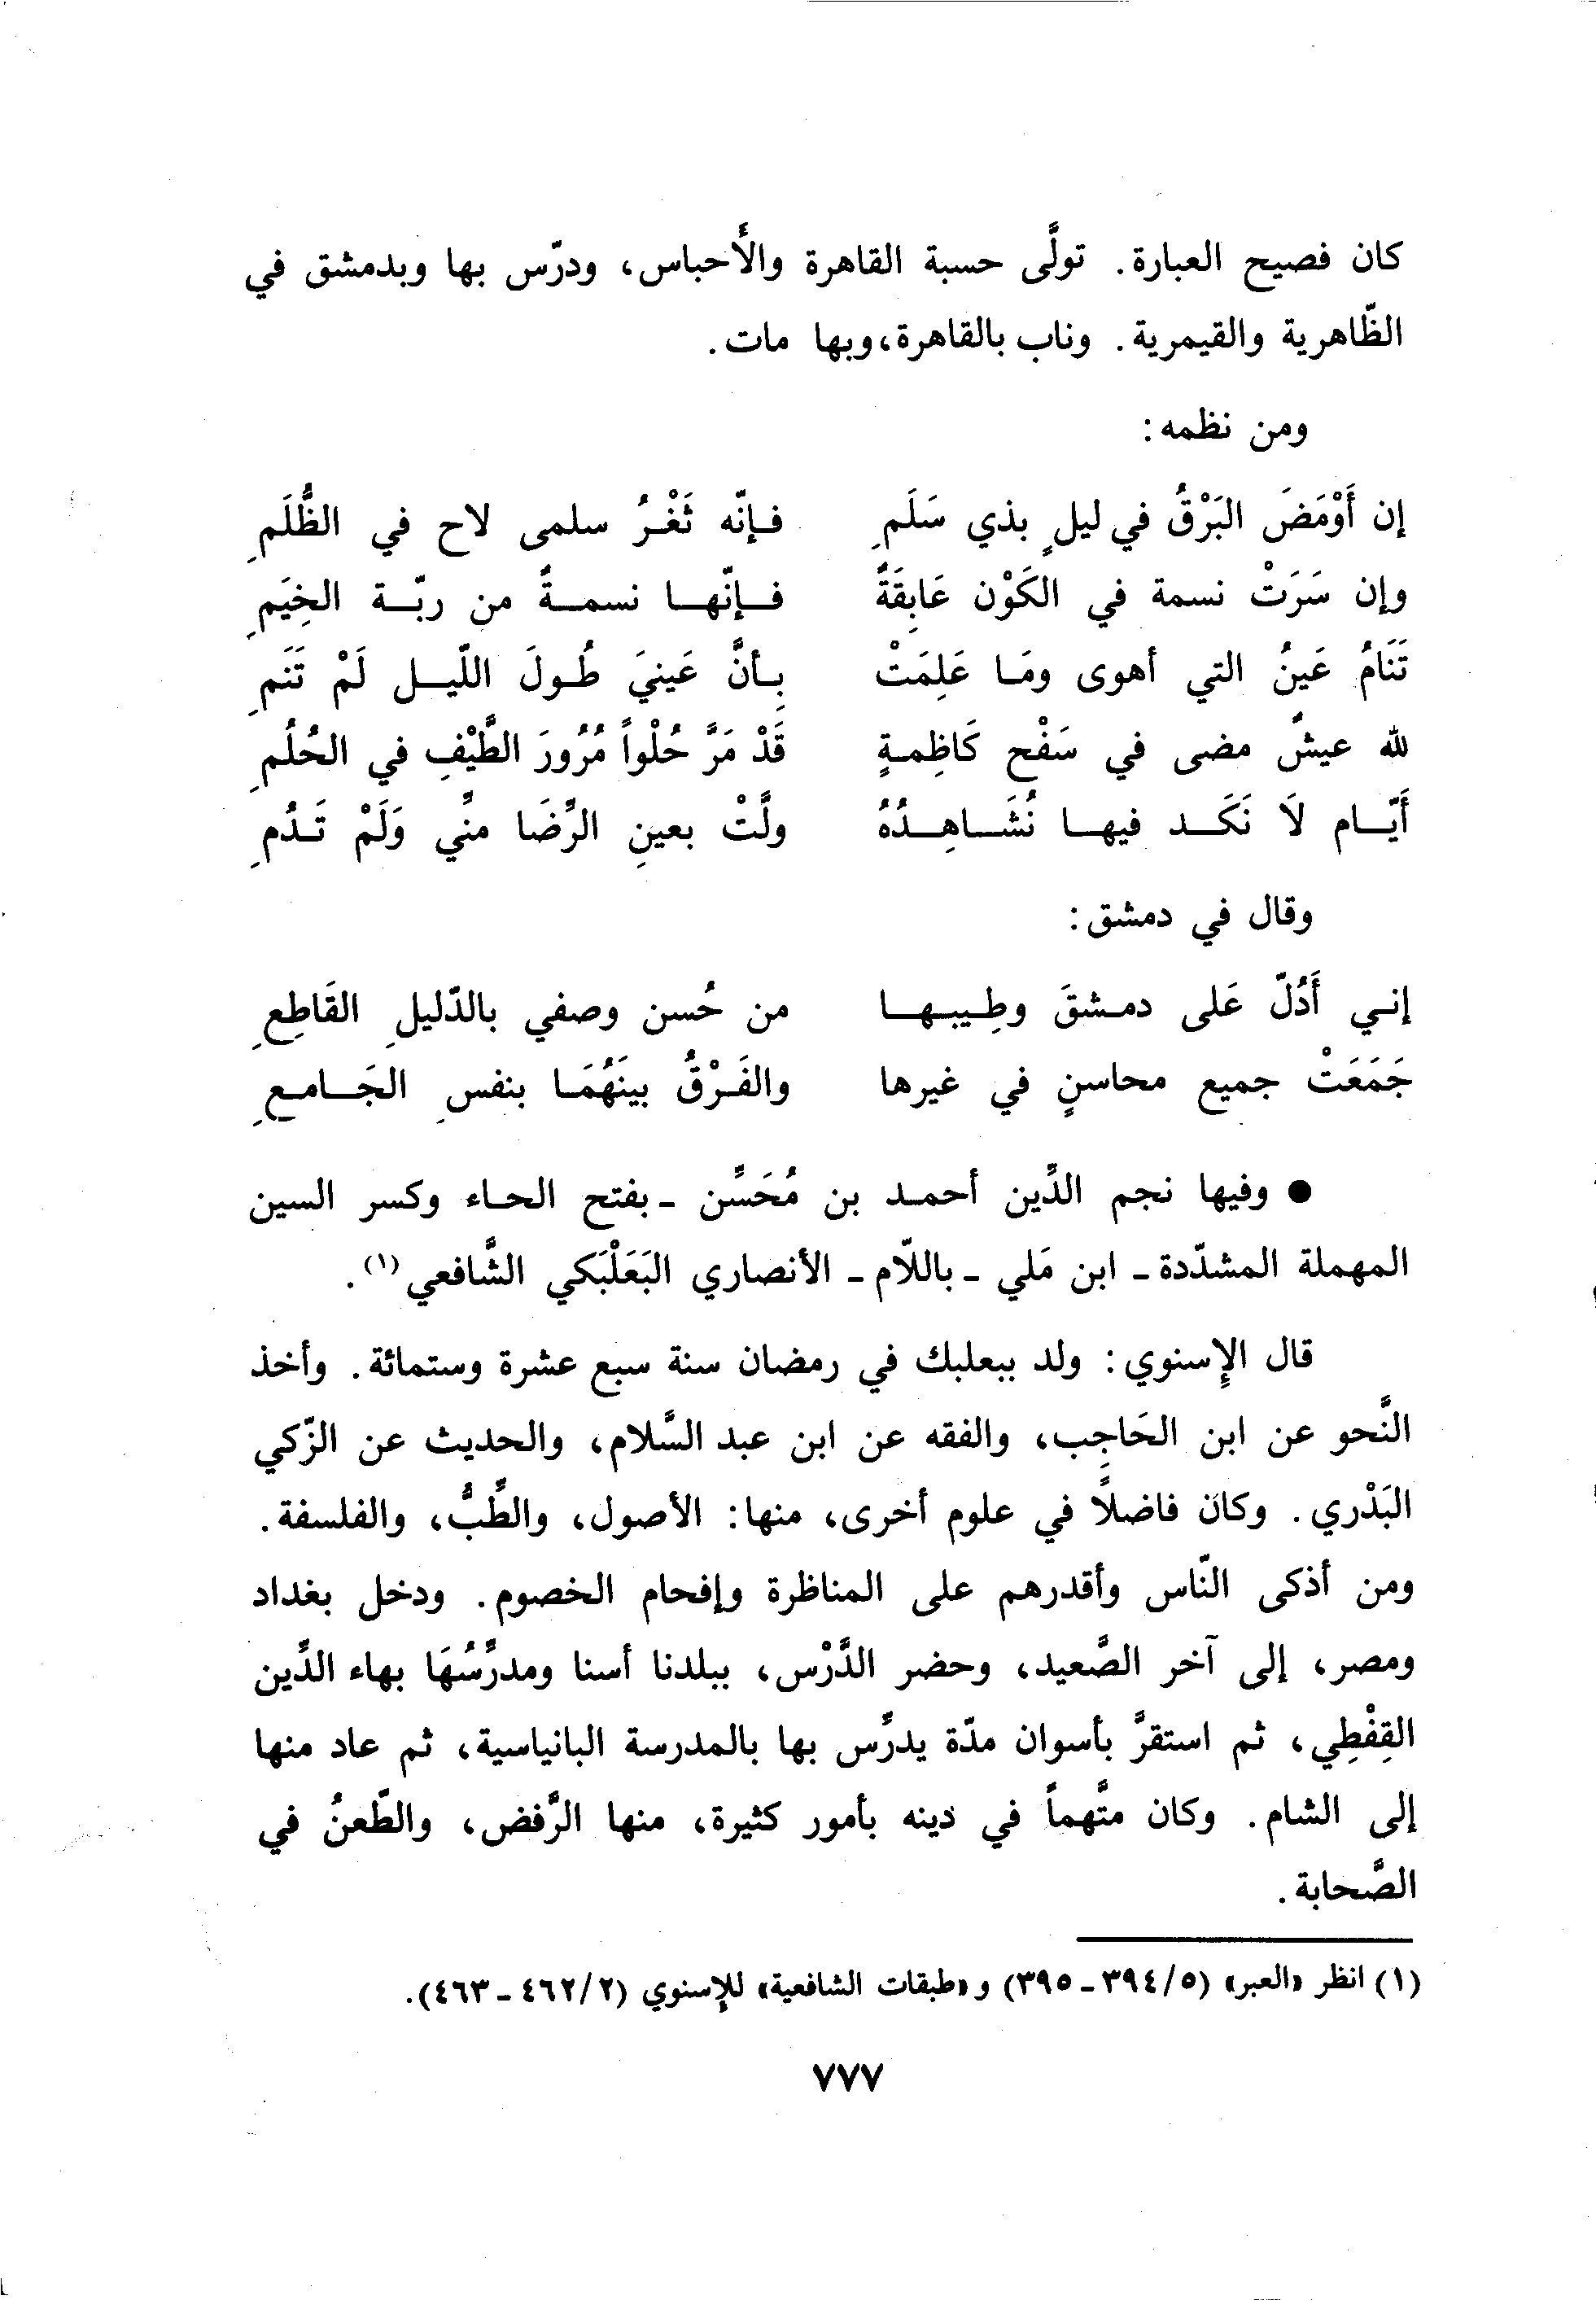 كان فصيح العبارة. تولَّى حسبة القاهرة والأَحباس، ودرّس بها وبدمشق في
الظّاهرية والقيمرية. وناب بالقاهرة، وبها مات.
ومن نظمه:
إن أَوْمَضَ البَرْقُ في ليلٍ بذي سَلَمِ فإنّه ثَغْرُ سلمى لاح في الظُّلَمِ
وإن سَرَتْ نسمة في الكَوْن عَابِقَةً فإنّها نسمةً من ربّة الخِيَمِ
تَنَامُ عَينُ التي أهوى ومَا عَلِمَتْ بِأنَّ عَينيَ طُولَ اللّيل لَمْ تَنَمِ
لله عيشٌ مضى في سَفْح كَاظِمةٍ قَدْ مَرَّ حُلْواً مُرُورَ الطَّيْفِ في الحُلُمِ
أَيّام لاَ نَكَد فيها نُشَاهِدُهُ ولَّتْ بعينِ الرِّضَا منِّي وَلَمْ تَدُمِ
وقال في دمشق:
إني أَدُلّ عَلى دمشقَ وطِيبها من حُسن وصفي بالدّليلِ القَاطِعِ
جَمَعَتْ جميع محاسنٍ في غيرها والفَرْقُ بينَهُمَا بنفسِ الجَامعِ
● وفيها نجم الدِّين أحمد بن مُحَسِّن ـ بفتح الحاء وكسر السين
المهملة المشدّدة ـ ابن مَلي ـ باللّام ـ الأنصاري البَعَلْبَكي الشَّافعي (١).
قال الإسنوي: ولد ببعلبك في رمضان سنة سبع عشرة وستمائة. وأخذ
النَّحو عن ابن الحَاجِب، والفقه عن ابن عبد السَّلام، والحديث عن الزّكي
البَدْري. وكان فاضلاً في علوم أخرى، منها: الأصول، والطِّبُّ، والفلسفة.
ومن أذكى النّاس وأقدرهم على المناظرة وإفحام الخصوم. ودخل بغداد
ومصر، إلى آخر الصَّعيد، وحضر الدَّرْس، ببلدنا أسنا ومدرِّسُهَا بهاء الدِّين
القِفْطِي، ثم استقرَّ بأسوان مدّة يدرِّس بها بالمدرسة البانياسية، ثم عاد منها
إلى الشام. وكان متَّهماً في دينه بأمور كثيرة، منها الرَّفض، والطّعنُ في
الصَّحابة.
(١) انظر «العبر» (٥/٣٩٤ ـ ٣٩٥) و«طبقات الشافعية» للإسنوي (٢/٤٦٢ ـ ٤٦٣).
٧٧٧